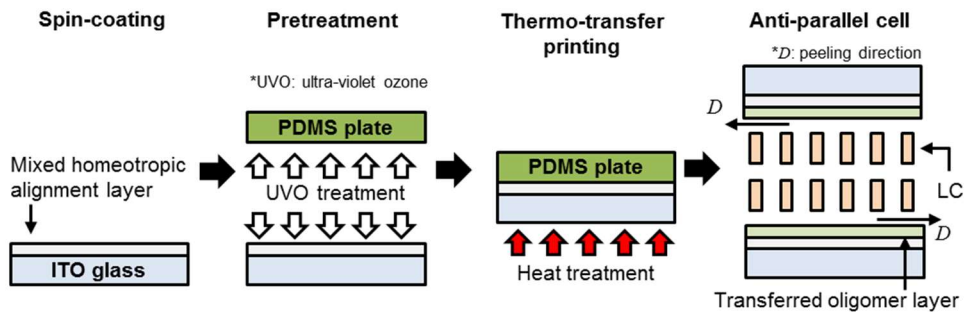 Spin-coating
Mixed homeotropic
alignment layer
ITO glass
Pretreatment
*UVO: ultra-violet ozone
PDMS plate
UVO treatment
Thermo-transfer
printing
PDMS plate
Heat treatment
Anti-parallel cell
*D: peeling direction
D
LC
D
Transferred oligomer layer